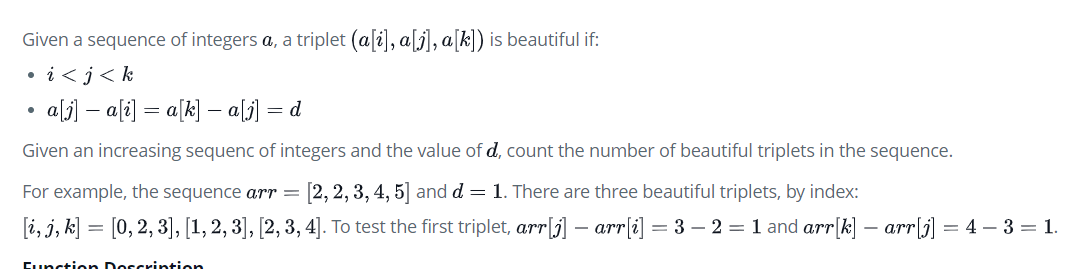 Given a sequence of integers a, a triplet (a[i], a[j], a[k]) is beautiful if:
• i < j < k
• a[j] − a[i] = a[k] − a[j] = d
Given an increasing sequenc of integers and the value of d, count the number of beautiful triplets in the sequence.
For example, the sequence arr = [2, 2, 3, 4, 5] and d = 1. There are three beautiful triplets, by index:
[i, j, k] = [0, 2, 3], [1, 2, 3], [2, 3, 4]. To test the first triplet, arr[j] − arr[i] = 3 − 2 = 1 and arr[k] − arr[j] = 4 − 3 = 1.
Function Description